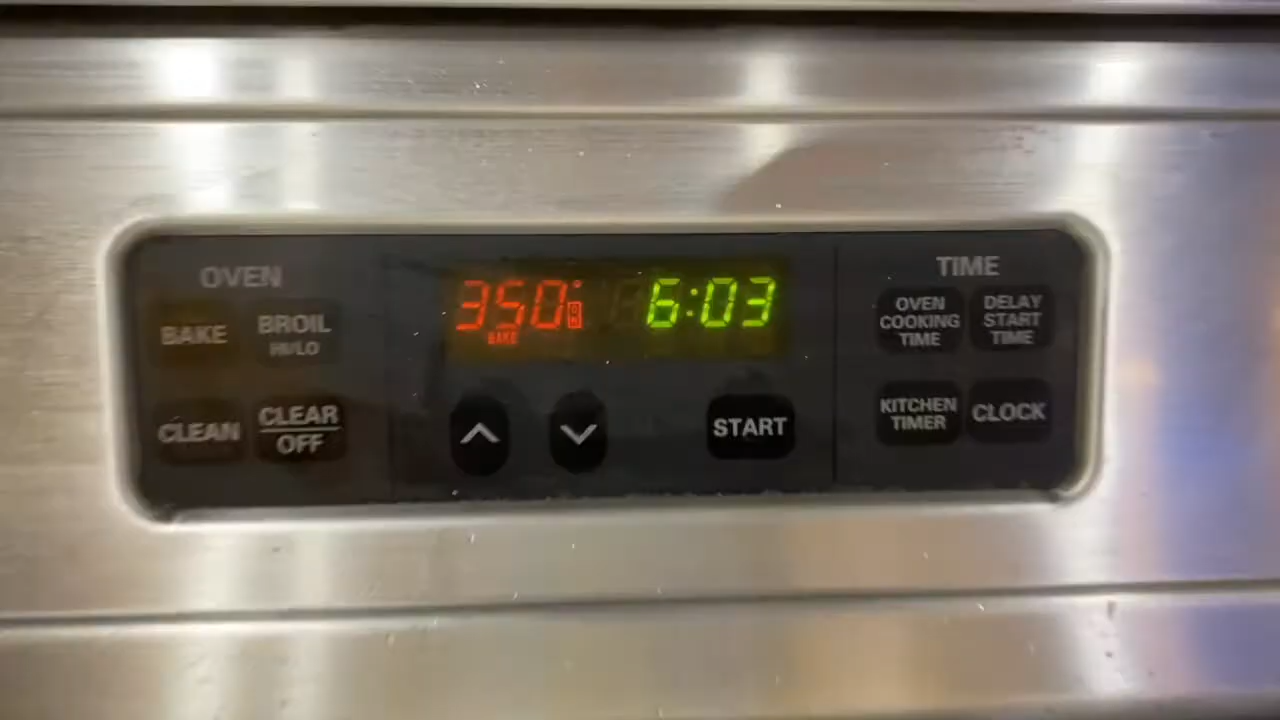 OVEN
BAKE
BROIL
HI/LO
CLEAN
CLEAR
OFF
350°
BAKE
6:03
START
TIME
OVEN
COOKING
TIME
DELAY
START
TIME
KITCHEN
TIMER
CLOCK